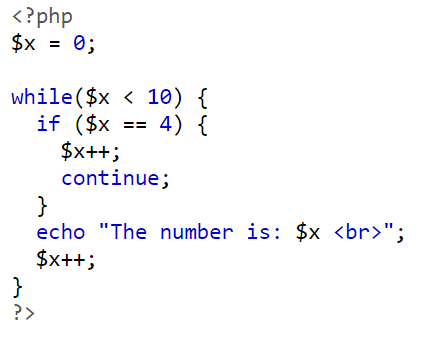 <?php
$x = 0;

while($x < 10) {
  if ($x == 4) {
    $x++;
    continue;
  }
  echo "The number is: $x <br>";
  $x++;
}
?>